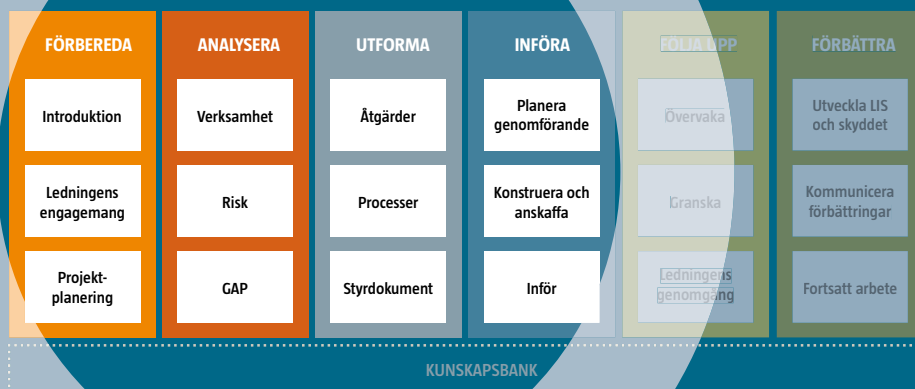 FÖRBEREDA
Introduktion
Ledningens
engagemang
Projekt-
planering
ANALYSERA
Verksamhet
Risk
GAP
UTFORMA
Åtgärder
Processer
Styrdokument
INFÖRA
Planera
genomförande
Konstruera och
anskaffa
Inför
FÖLJA UPP
Övervaka
Granska
Ledningens
genomgång
FÖRBÄTTRA
Utveckla LIS
och skyddet
Kommunicera
förbättringar
Fortsatt arbete
KUNSKAPSBANK